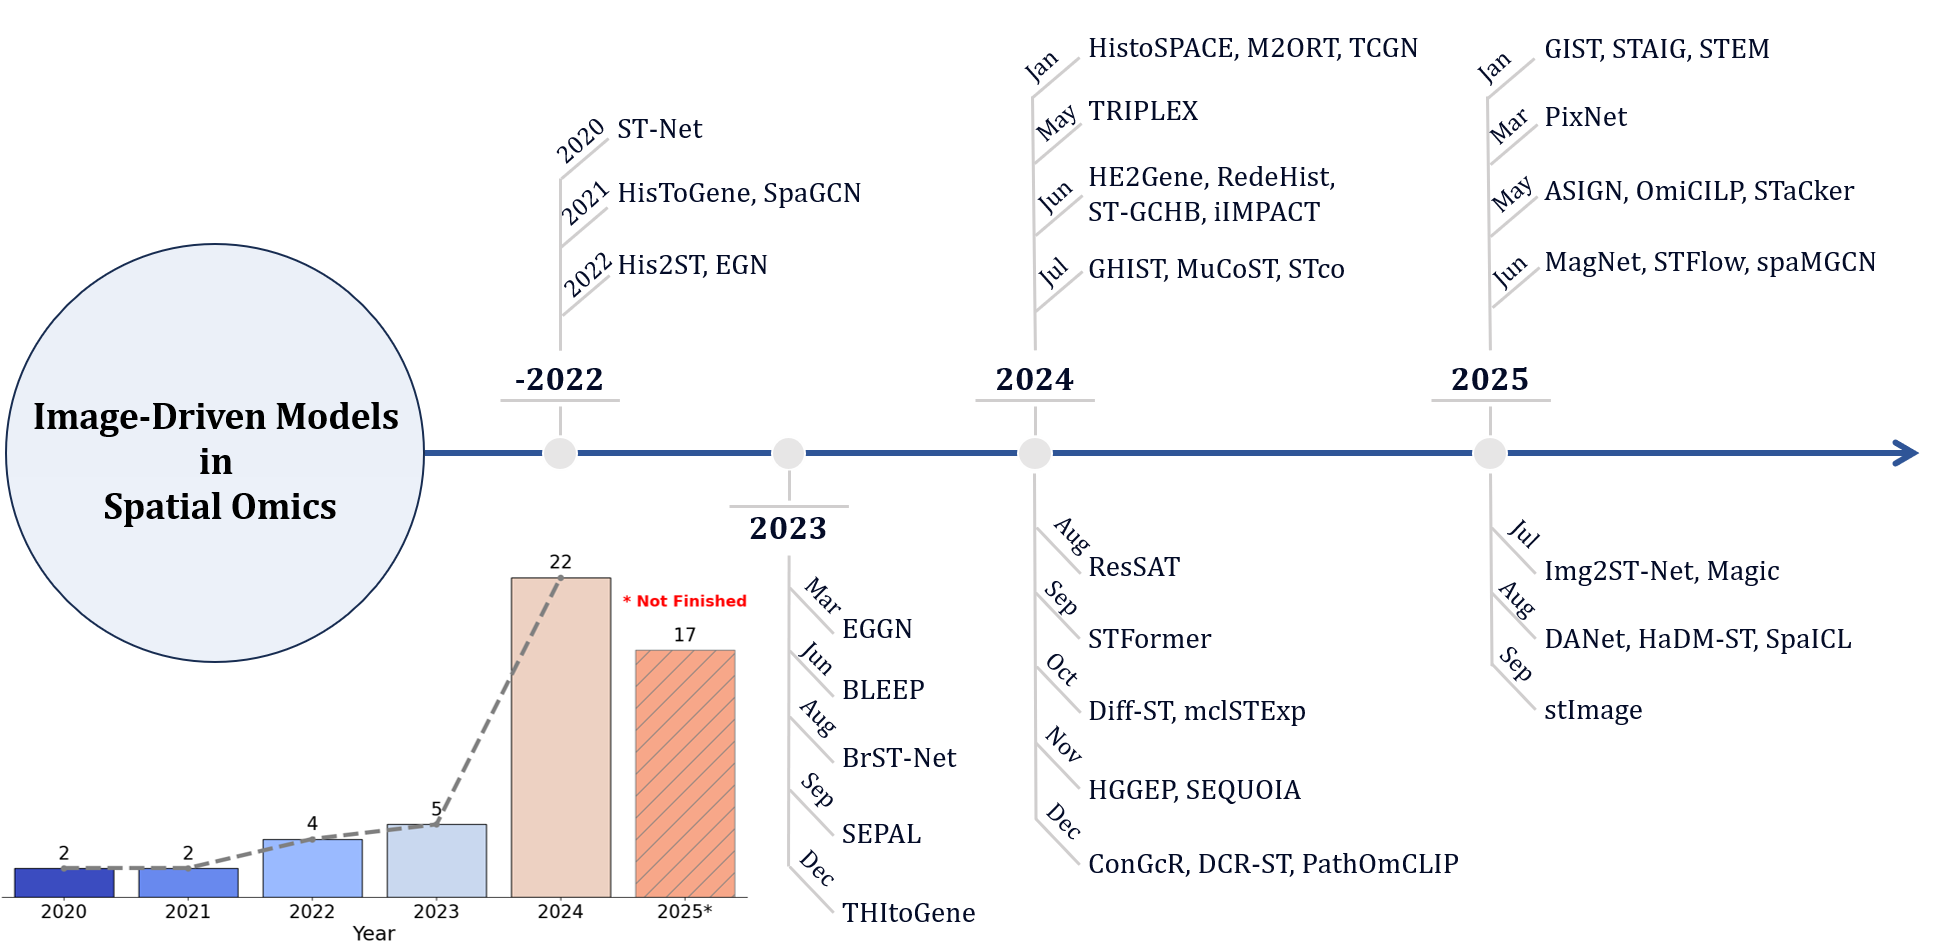 Image-Driven Models
in
Spatial Omics
-2022
2020
ST-Net
2021
HisToGene, SpaGCN
2022
His2ST, EGN
2023
Mar
EGGN
Jun
BLEEP
Aug
BrST-Net
Sep
SEPAL
Dec
THItoGene
2024
Jan
HistoSPACE, M2ORT, TCGN
May
TRIPLEX
Jun
HE2Gene, RedeHist,
ST-GCHB, iIMPACT
Jul
GHIST, MuCoST, STco
Aug
ResSAT
Sep
STFormer
Oct
Diff-ST, mclSTExp
Nov
HGGEP, SEQUOIA
Dec
ConGcR, DCR-ST, PathOmCLIP
2025
Jan
GIST, STAIG, STEM
Mar
PixNet
May
ASIGN, OmiCILP, STaCker
Jun
MagNet, STFlow, spaMGCN
Jul
Img2ST-Net, Magic
Aug
DANet, HaDM-ST, SpaICL
Sep
stImage
2
2
4
5
22
* Not Finished
17
2020
2021
2022
2023
2024
2025*
Year